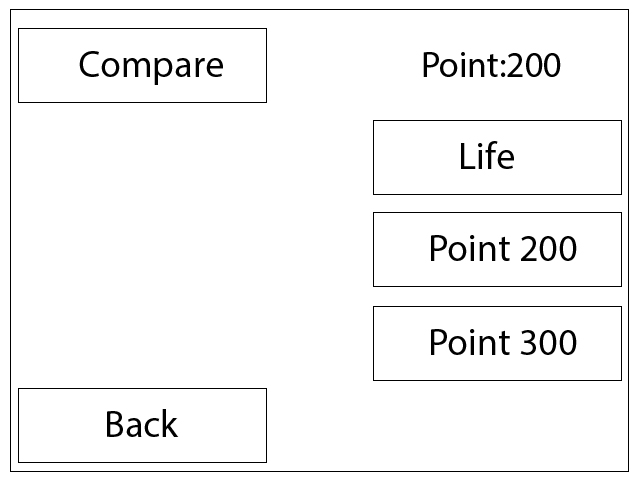 Compare
Point:200
Life
Point 200
Point 300
Back